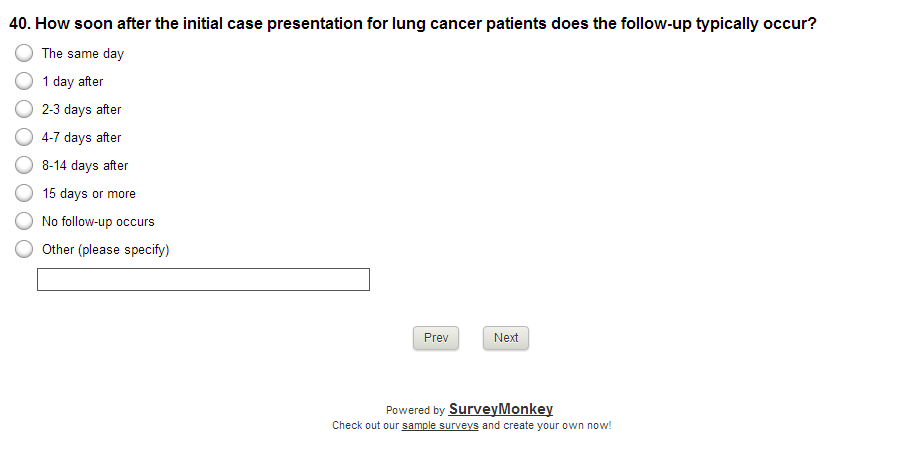 40. How soon after the initial case presentation for lung cancer patients does the follow-up typically occur?
The same day
1 day after
2-3 days after
4-7 days after
8-14 days after
15 days or more
No follow-up occurs
Other (please specify)
Prev Next
Powered by SurveyMonkey
Check out our sample surveys and create your own now!